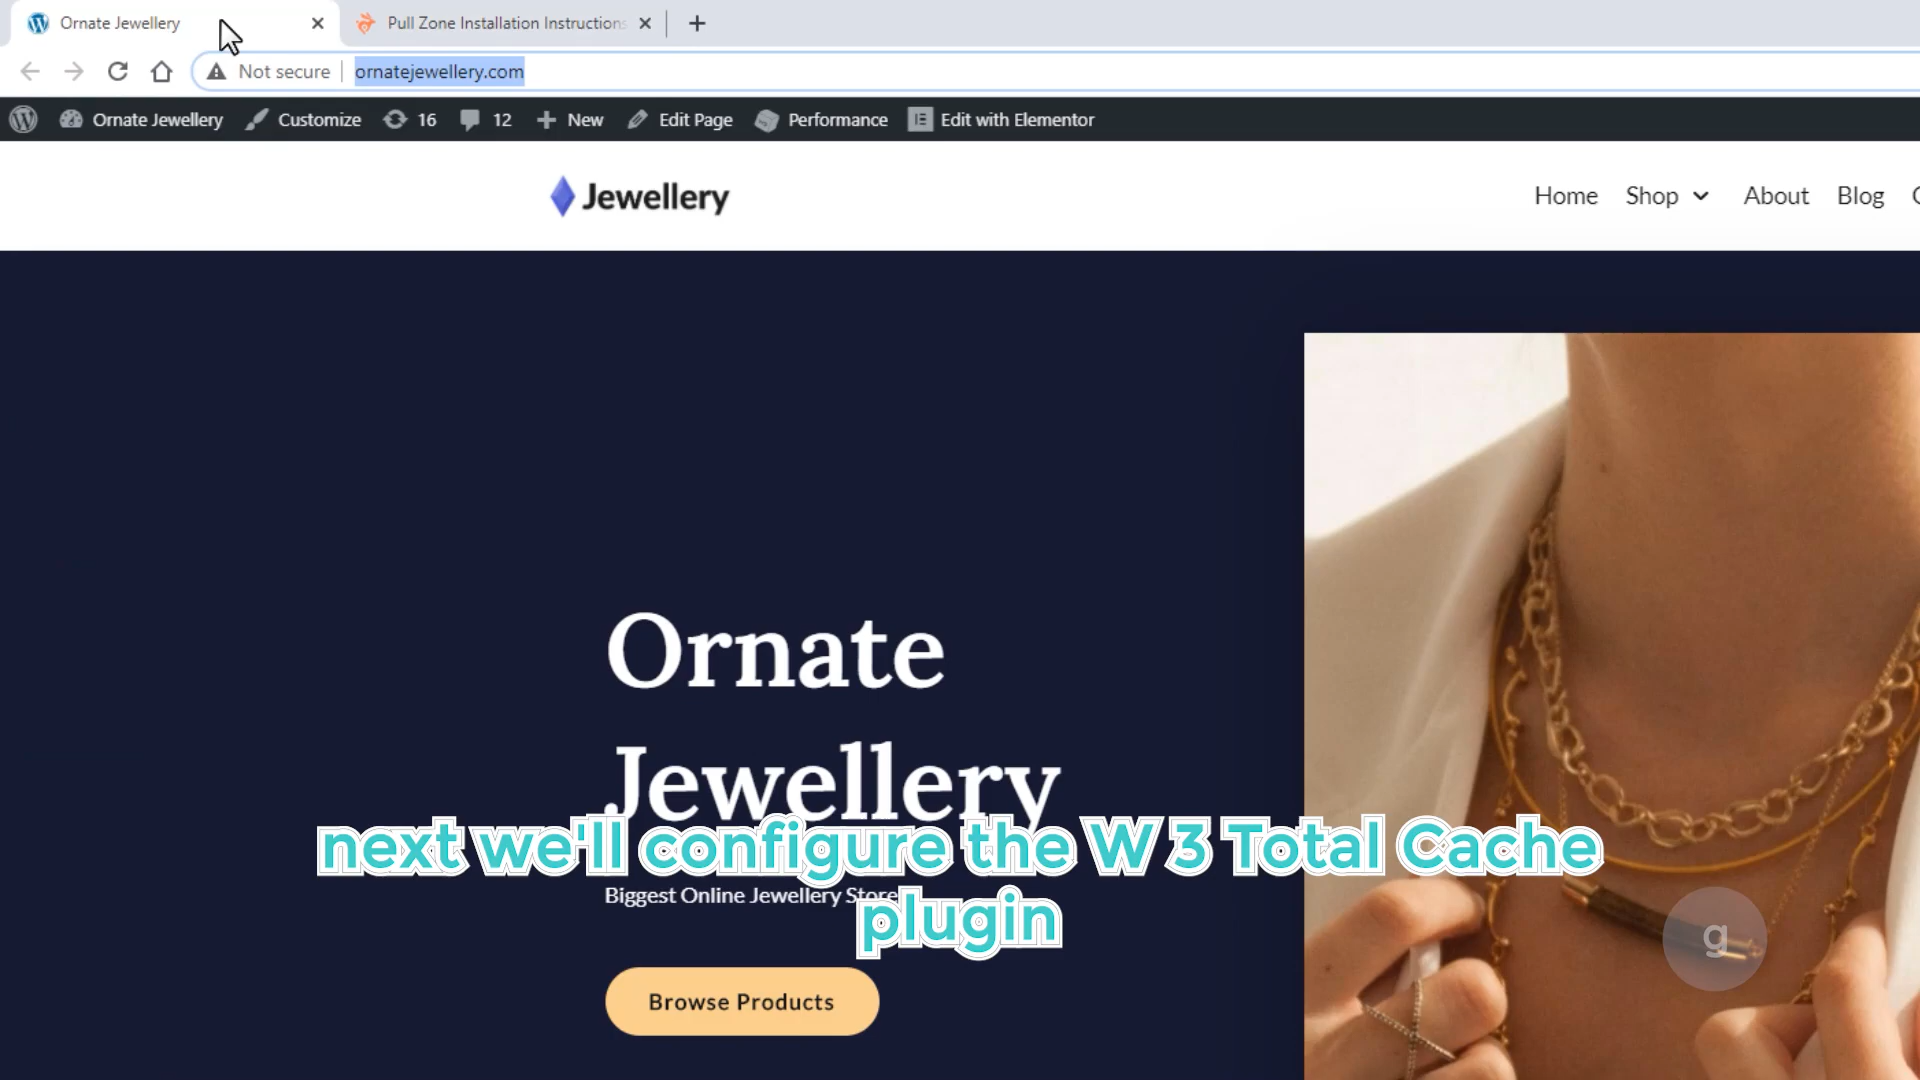 Ornate Jewellery
Pull Zone Installation Instructions
Not secure
ornatejewellery.com
Ornate Jewellery Customize 16 12 New Edit Page Performance Edit with Elementor
Jewellery
Home Shop About Blog
Ornate
Jewellery
next we'll configure the W 3 Total Cache
plugin
Biggest Online Jewellery Store
g
Browse Products